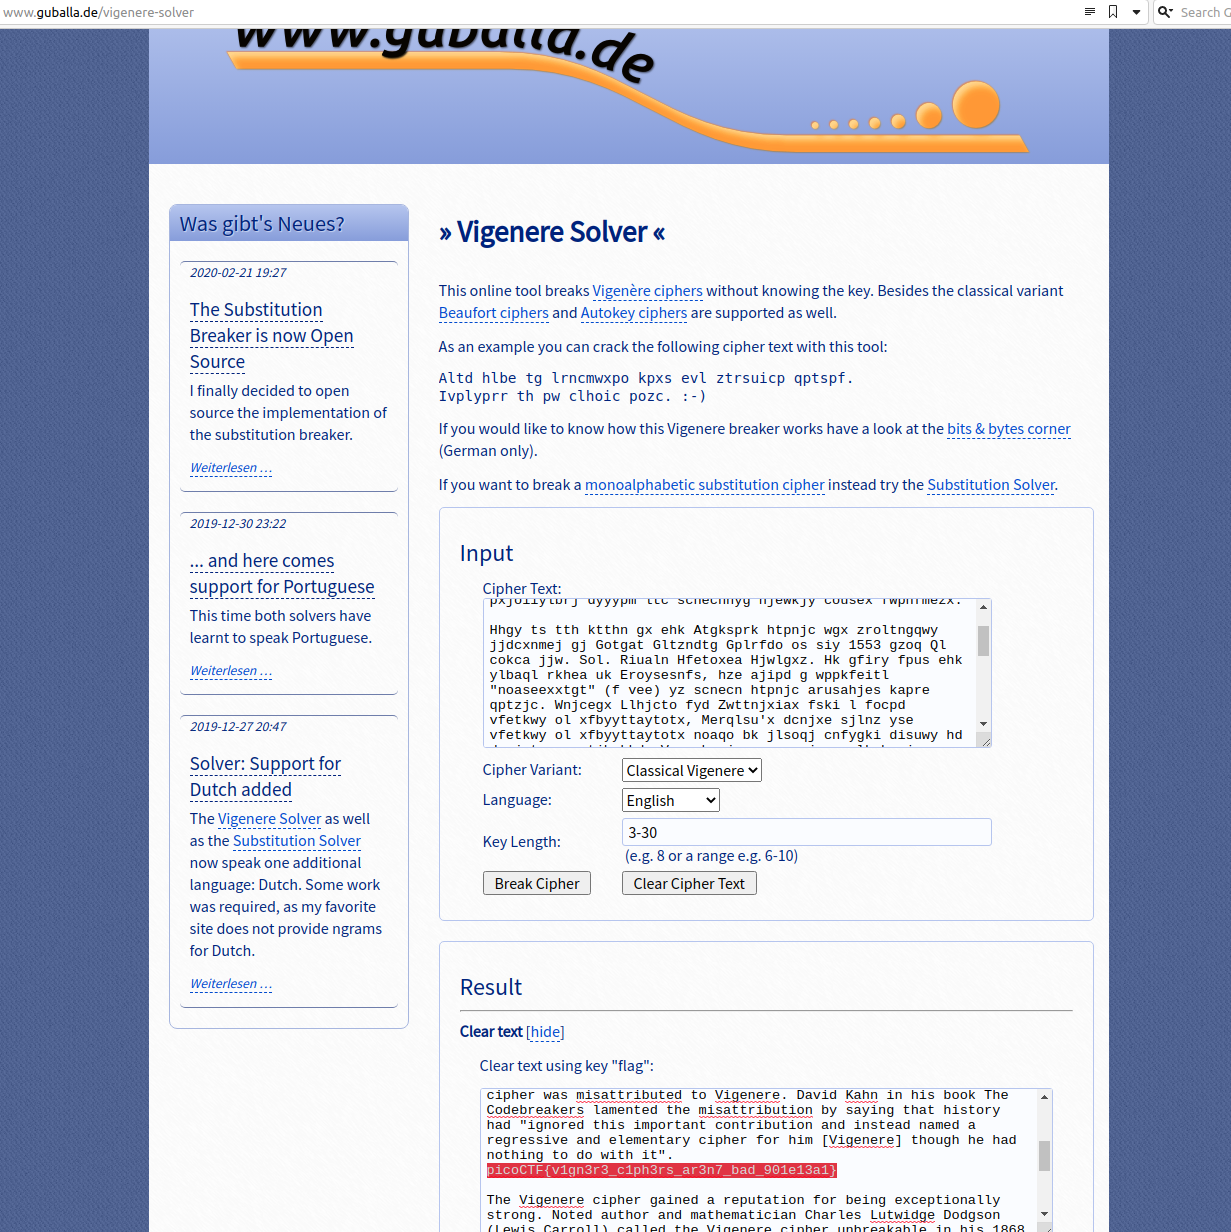 www.guballa.de/vigenere-solver
Search G
www.guballa.de
Was gibt's Neues?
2020-02-21 19:27
The Substitution
Breaker is now Open
Source
I finally decided to open
source the implementation of
the substitution breaker.
Weiterlesen …
2019-12-30 23:22
... and here comes
support for Portuguese
This time both solvers have
learnt to speak Portuguese.
Weiterlesen …
2019-12-27 20:47
Solver: Support for
Dutch added
The Vigenere Solver as well
as the Substitution Solver
now speak one additional
language: Dutch. Some work
was required, as my favorite
site does not provide ngrams
for Dutch.
Weiterlesen …
» Vigenere Solver «
This online tool breaks Vigenère ciphers without knowing the key. Besides the classical variant
Beaufort ciphers and Autokey ciphers are supported as well.
As an example you can crack the following cipher text with this tool:
Altd hlbe tg lrncmwxpo kpxs evl ztrsuicp qptspf.
Ivplyprr th pw clhoic pozc. :-)
If you would like to know how this Vigenere breaker works have a look at the bits & bytes corner
(German only).
If you want to break a monoalphabetic substitution cipher instead try the Substitution Solver.
Input
Cipher Text:
Hhgy ts tth ktthn gx ehk Atgksprk htpnjc wgx zroltngqwy
jjdcxnmej gj Gotgat Gltzndtg Gplrfdo os siy 1553 gzoq Ql
cokca jjw. Sol. Riualn Hfetoxea Hjwlgxz. Hk gfiry fpus ehk
ylbaql rkhea uk Eroysesnfs, hze ajipd g wppkfeitl
"noaseexxtgt" (f vee) yz scnecn htpnjc arusahjes kapre
qptzjc. Wnjcegx Llhjcto fyd Zwttnjxiax fski l focpd
vfetkwy ol xfbyyttaytotx, Merqlsu'x dcnjxe sjlnz yse
vfetkwy ol xfbyyttaytotx noaqo bk jlsoqj cnfygki disuwy hd
Cipher Variant:
Classical Vigenere
Language:
English
Key Length:
3-30
(e.g. 8 or a range e.g. 6-10)
Break Cipher
Clear Cipher Text
Result
Clear text [hide]
Clear text using key "flag":
cipher was misattributed to Vigenere. David Kahn in his book The
Codebreakers lamented the misattribution by saying that history
had "ignored this important contribution and instead named a
regressive and elementary cipher for him [Vigenere] though he had
nothing to do with it".
picoCTF{v1gn3r3_c1ph3rs_ar3n7_bad_901e13a1}
The Vigenere cipher gained a reputation for being exceptionally
strong. Noted author and mathematician Charles Lutwidge Dodgson
(Lewis Carroll) called the Vigenere cipher unbreakable in his 1868